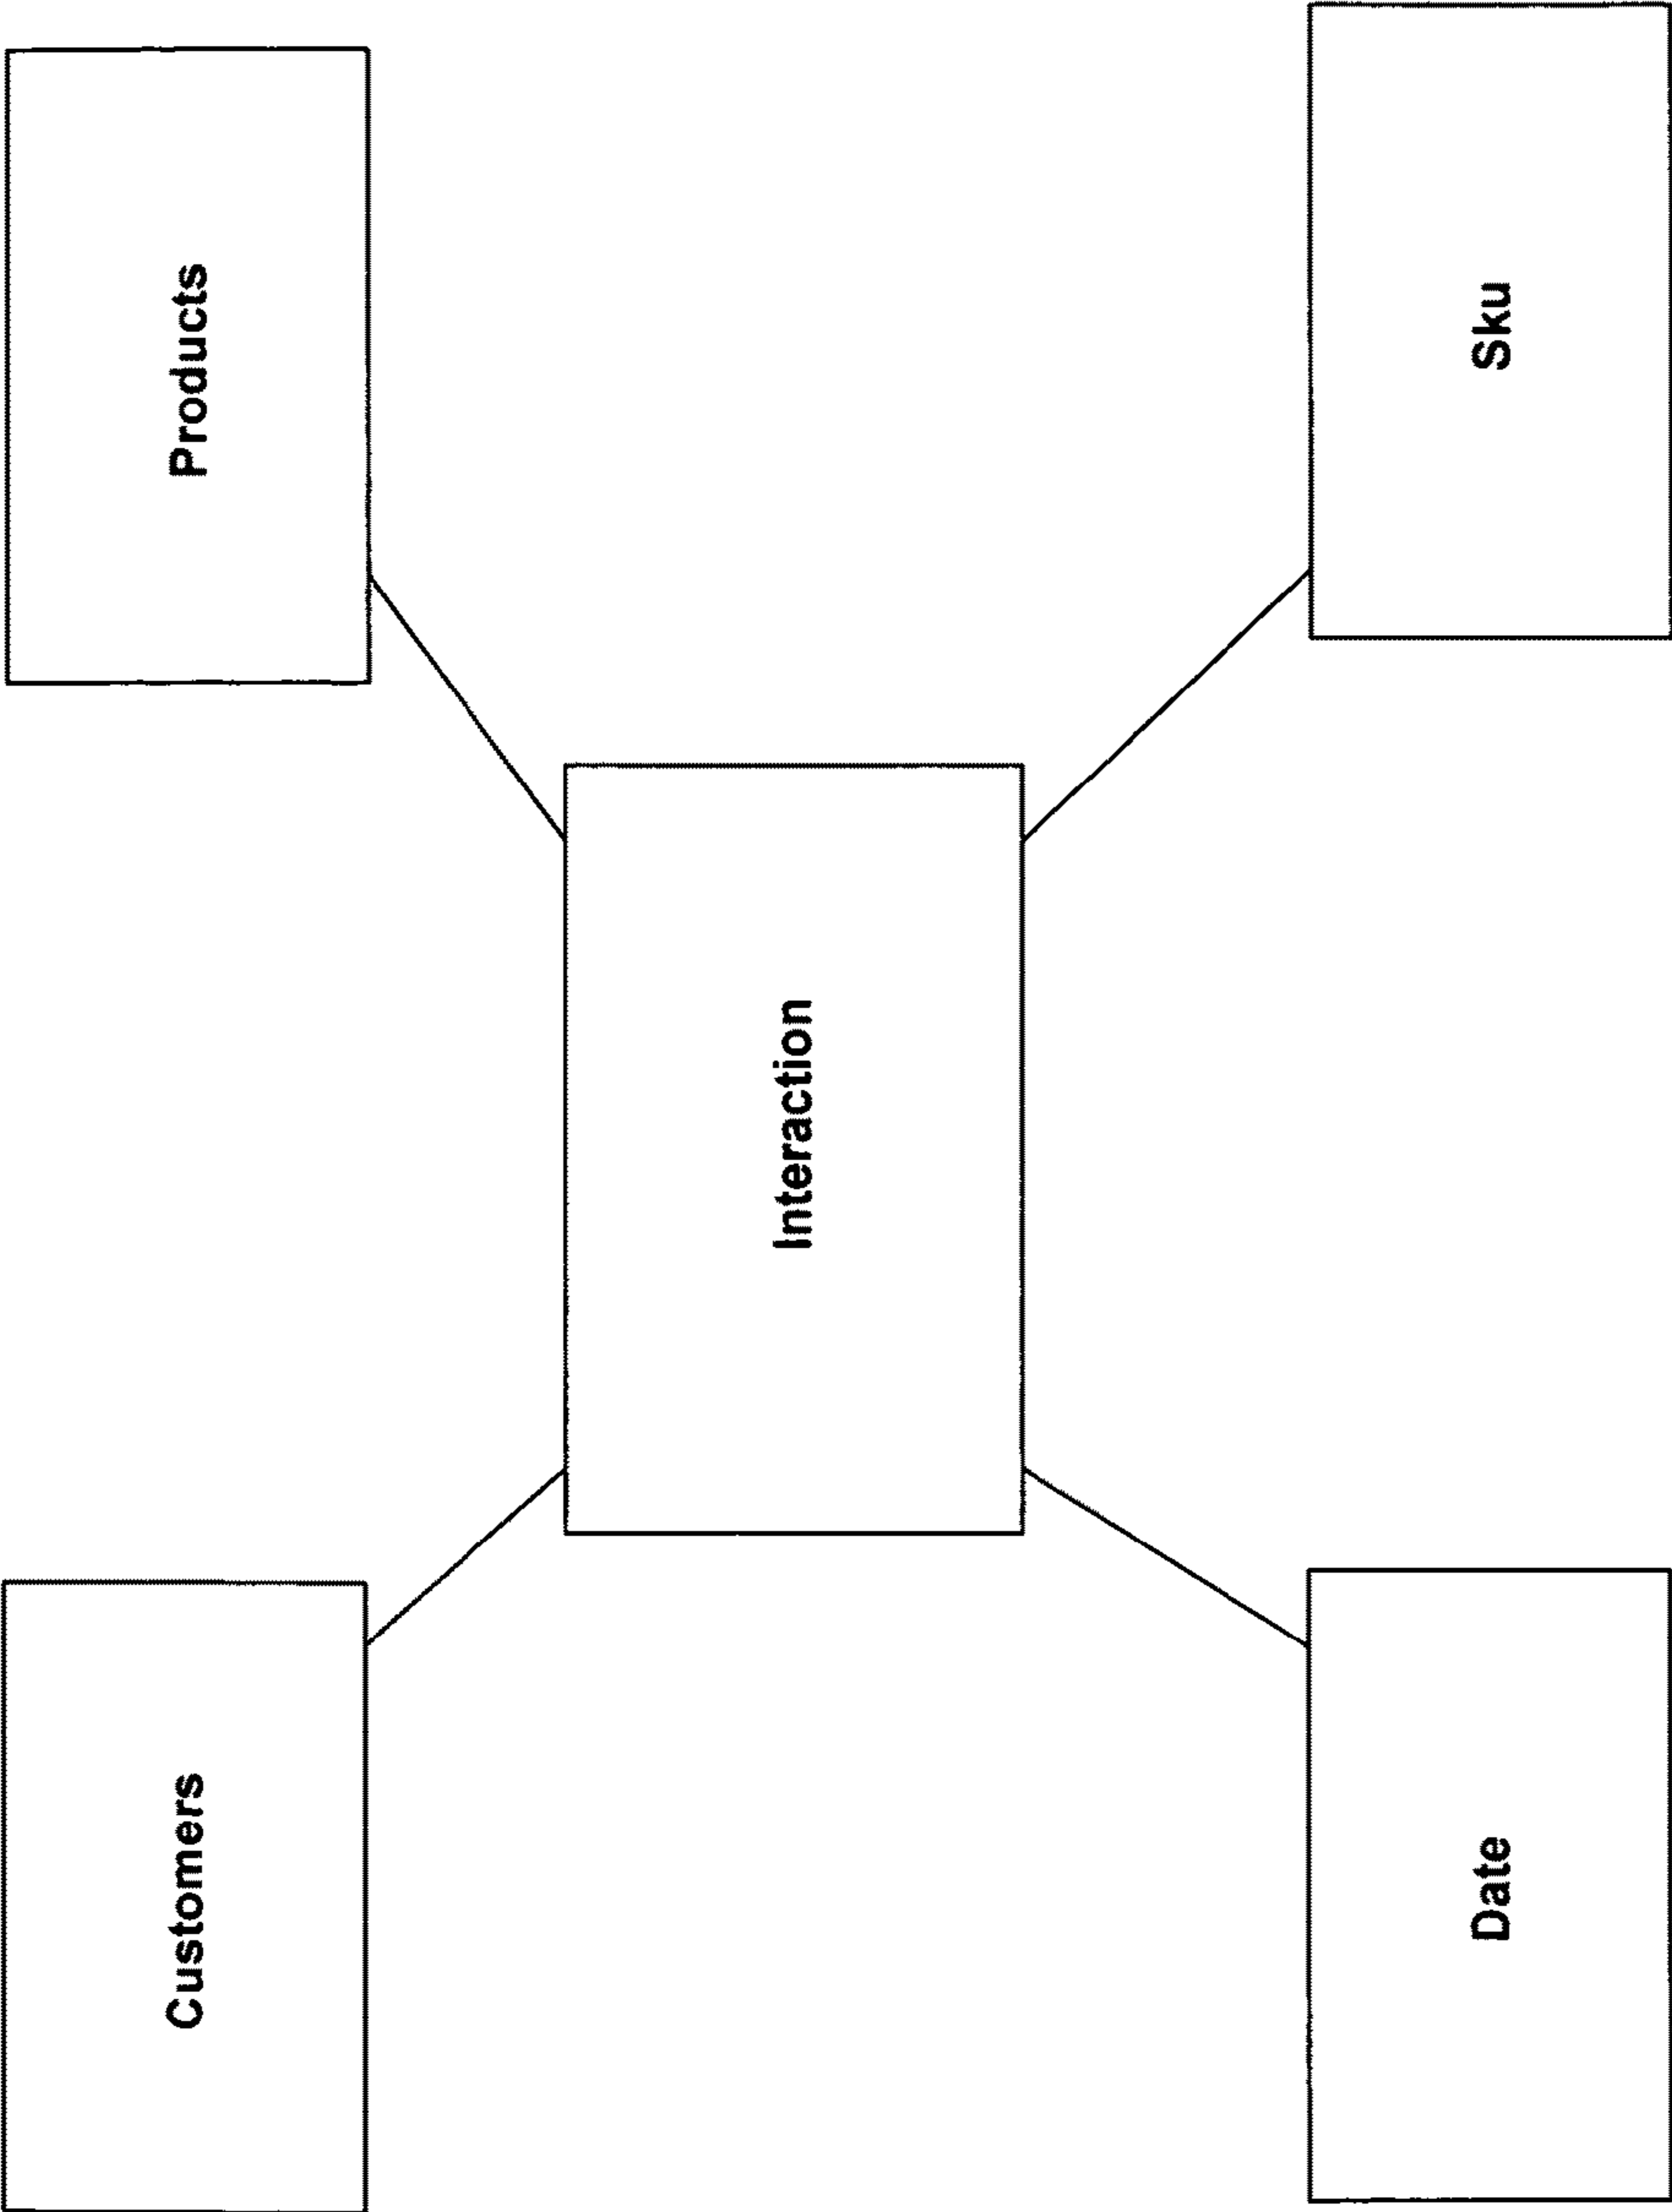 Customers
Products
Interaction
Date
Sku